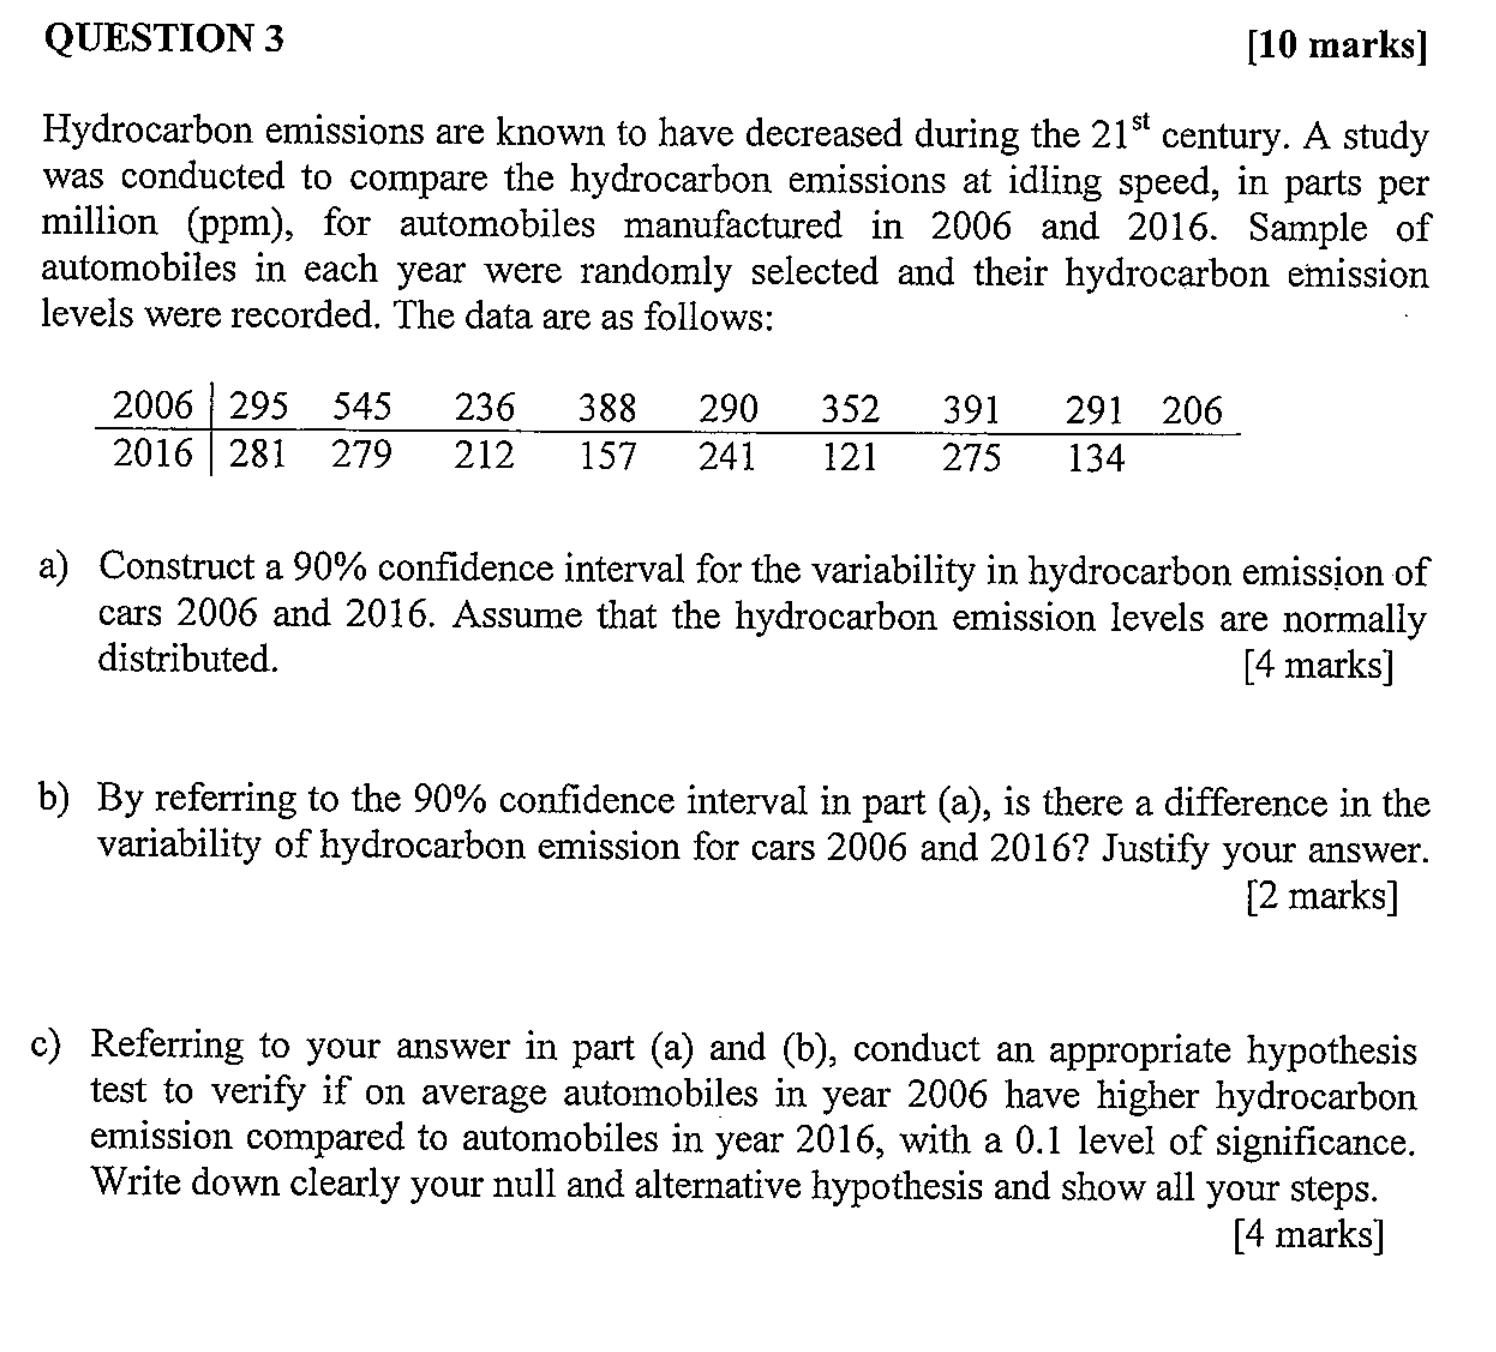 QUESTION 3 [10 marks]
Hydrocarbon emissions are known to have decreased during the 21st century. A study
was conducted to compare the hydrocarbon emissions at idling speed, in parts per
million (ppm), for automobiles manufactured in 2006 and 2016. Sample of
automobiles in each year were randomly selected and their hydrocarbon emission
levels were recorded. The data are as follows:
2006 295 545 236 388 290 352 391 291 206
2016 281 279 212 157 241 121 275 134
a) Construct a 90% confidence interval for the variability in hydrocarbon emission of
cars 2006 and 2016. Assume that the hydrocarbon emission levels are normally
distributed. [4 marks]
b) By referring to the 90% confidence interval in part (a), is there a difference in the
variability of hydrocarbon emission for cars 2006 and 2016? Justify your answer.
[2 marks]
c) Referring to your answer in part (a) and (b), conduct an appropriate hypothesis
test to verify if on average automobiles in year 2006 have higher hydrocarbon
emission compared to automobiles in year 2016, with a 0.1 level of significance.
Write down clearly your null and alternative hypothesis and show all your steps.
[4 marks]